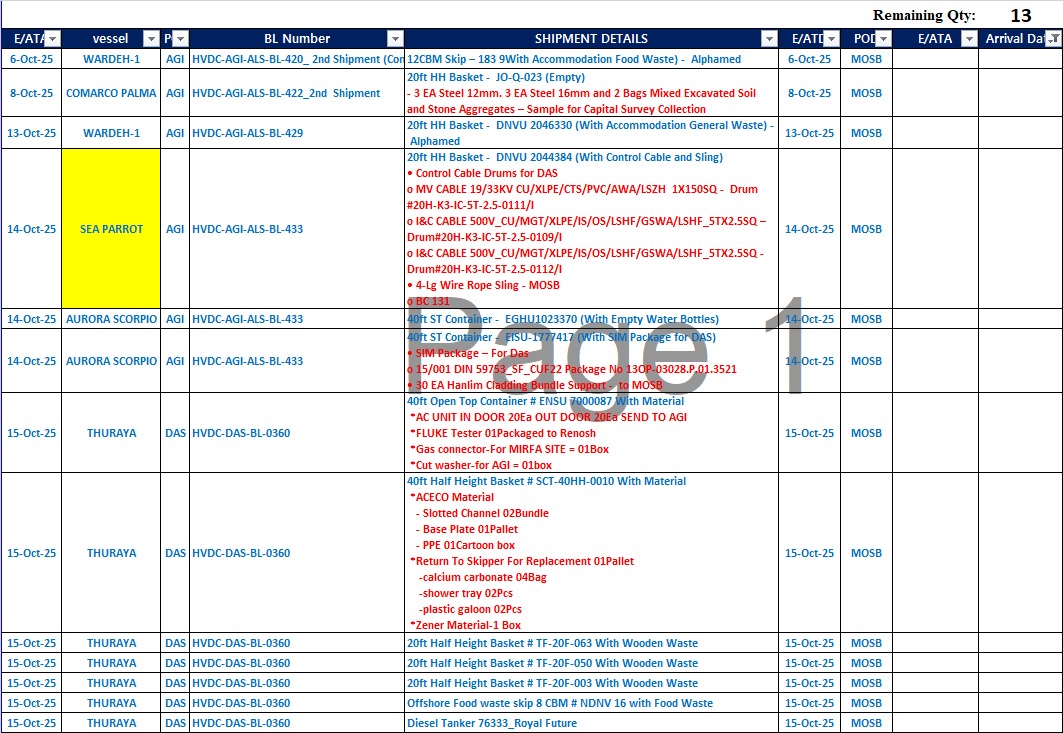 Remaining Qty: 13
E/ATA vessel P BL Number SHIPMENT DETAILS E/ATD POD E/ATA Arrival Dat
6-Oct-25 WARDEH-1 AGI HVDC-AGI-ALS-BL-420_ 2nd Shipment (Con 12CBM Skip – 183 9With Accommodation Food Waste) - Alphamed 6-Oct-25 MOSB
20ft HH Basket - JO-Q-023 (Empty)
8-Oct-25 COMARCO PALMA AGI HVDC-AGI-ALS-BL-422_2nd Shipment - 3 EA Steel 12mm. 3 EA Steel 16mm and 2 Bags Mixed Excavated Soil 8-Oct-25 MOSB
and Stone Aggregates – Sample for Capital Survey Collection
13-Oct-25 WARDEH-1 AGI HVDC-AGI-ALS-BL-429 20ft HH Basket - DNVU 2046330 (With Accommodation General Waste) - 13-Oct-25 MOSB
Alphamed
20ft HH Basket - DNVU 2044384 (With Control Cable and Sling)
• Control Cable Drums for DAS
o MV CABLE 19/33KV CU/XLPE/CTS/PVC/AWA/LSZH 1X150SQ - Drum
#20H-K3-IC-5T-2.5-0111/I
14-Oct-25 SEA PARROT AGI HVDC-AGI-ALS-BL-433 o I&C CABLE 500V_CU/MGT/XLPE/IS/OS/LSHF/GSWA/LSHF_5TX2.5SQ – 14-Oct-25 MOSB
Drum#20H-K3-IC-5T-2.5-0109/I
o I&C CABLE 500V_CU/MGT/XLPE/IS/OS/LSHF/GSWA/LSHF_5TX2.5SQ -
Drum#20H-K3-IC-5T-2.5-0112/I
• 4-Lg Wire Rope Sling - MOSB
o BC 131
14-Oct-25 AURORA SCORPIO AGI HVDC-AGI-ALS-BL-433 40ft ST Container - EGHU1023370 (With Empty Water Bottles) 14-Oct-25 MOSB
40ft ST Container - EISU-1777417 (With SIM Package for DAS)
• SIM Package – For Das
14-Oct-25 AURORA SCORPIO AGI HVDC-AGI-ALS-BL-433 o 15/001 DIN 59753_SF_CUF22 Package No 13OP-03028.P.01.3521 14-Oct-25 MOSB
• 30 EA Hanlim Cladding Bundle Support - to MOSB
Page 1
40ft Open Top Container # ENSU 7000087 With Material
*AC UNIT IN DOOR 20Ea OUT DOOR 20Ea SEND TO AGI
15-Oct-25 THURAYA DAS HVDC-DAS-BL-0360 *FLUKE Tester 01Packaged to Renosh 15-Oct-25 MOSB
*Gas connector-For MIRFA SITE = 01Box
*Cut washer-for AGI = 01box
40ft Half Height Basket # SCT-40HH-0010 With Material
*ACECO Material
- Slotted Channel 02Bundle
- Base Plate 01Pallet
- PPE 01Cartoon box
15-Oct-25 THURAYA DAS HVDC-DAS-BL-0360 15-Oct-25 MOSB
*Return To Skipper For Replacement 01Pallet
-calcium carbonate 04Bag
-shower tray 02Pcs
-plastic galoon 02Pcs
*Zener Material-1 Box
15-Oct-25 THURAYA DAS HVDC-DAS-BL-0360 20ft Half Height Basket # TF-20F-063 With Wooden Waste 15-Oct-25 MOSB
15-Oct-25 THURAYA DAS HVDC-DAS-BL-0360 20ft Half Height Basket # TF-20F-050 With Wooden Waste 15-Oct-25 MOSB
15-Oct-25 THURAYA DAS HVDC-DAS-BL-0360 20ft Half Height Basket # TF-20F-003 With Wooden Waste 15-Oct-25 MOSB
15-Oct-25 THURAYA DAS HVDC-DAS-BL-0360 Offshore Food waste skip 8 CBM # NDNV 16 with Food Waste 15-Oct-25 MOSB
15-Oct-25 THURAYA DAS HVDC-DAS-BL-0360 Diesel Tanker 76333_Royal Future 15-Oct-25 MOSB